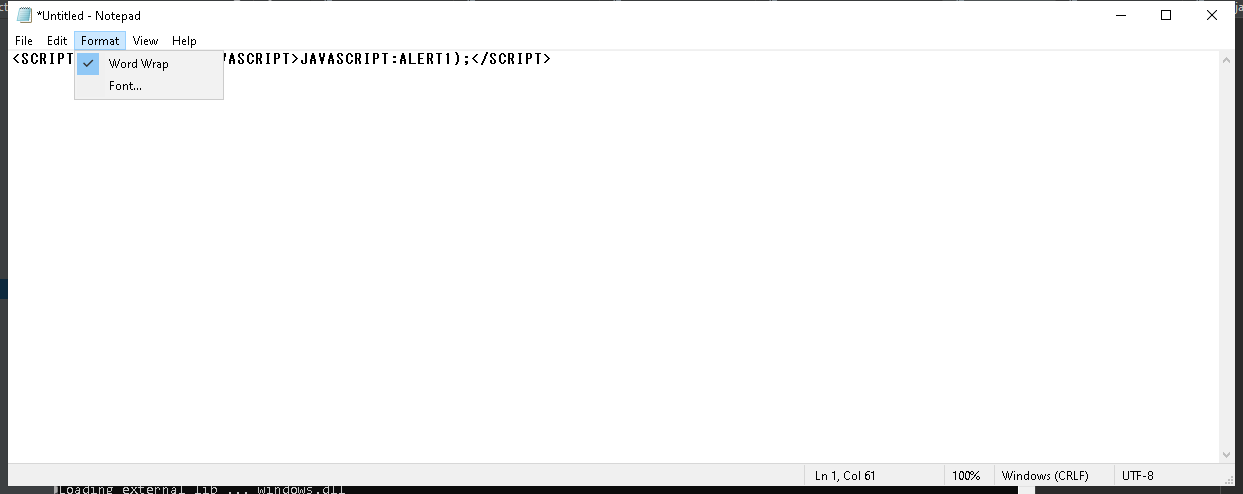 *Untitled - Notepad
File Edit Format View Help
<SCRIPT VASCRIPT>JAVASCRIPT:ALERT1);</SCRIPT>
Word Wrap
Font...
Ln 1, Col 61 100% Windows (CRLF) UTF-8
Loading external lib ... windows.dll